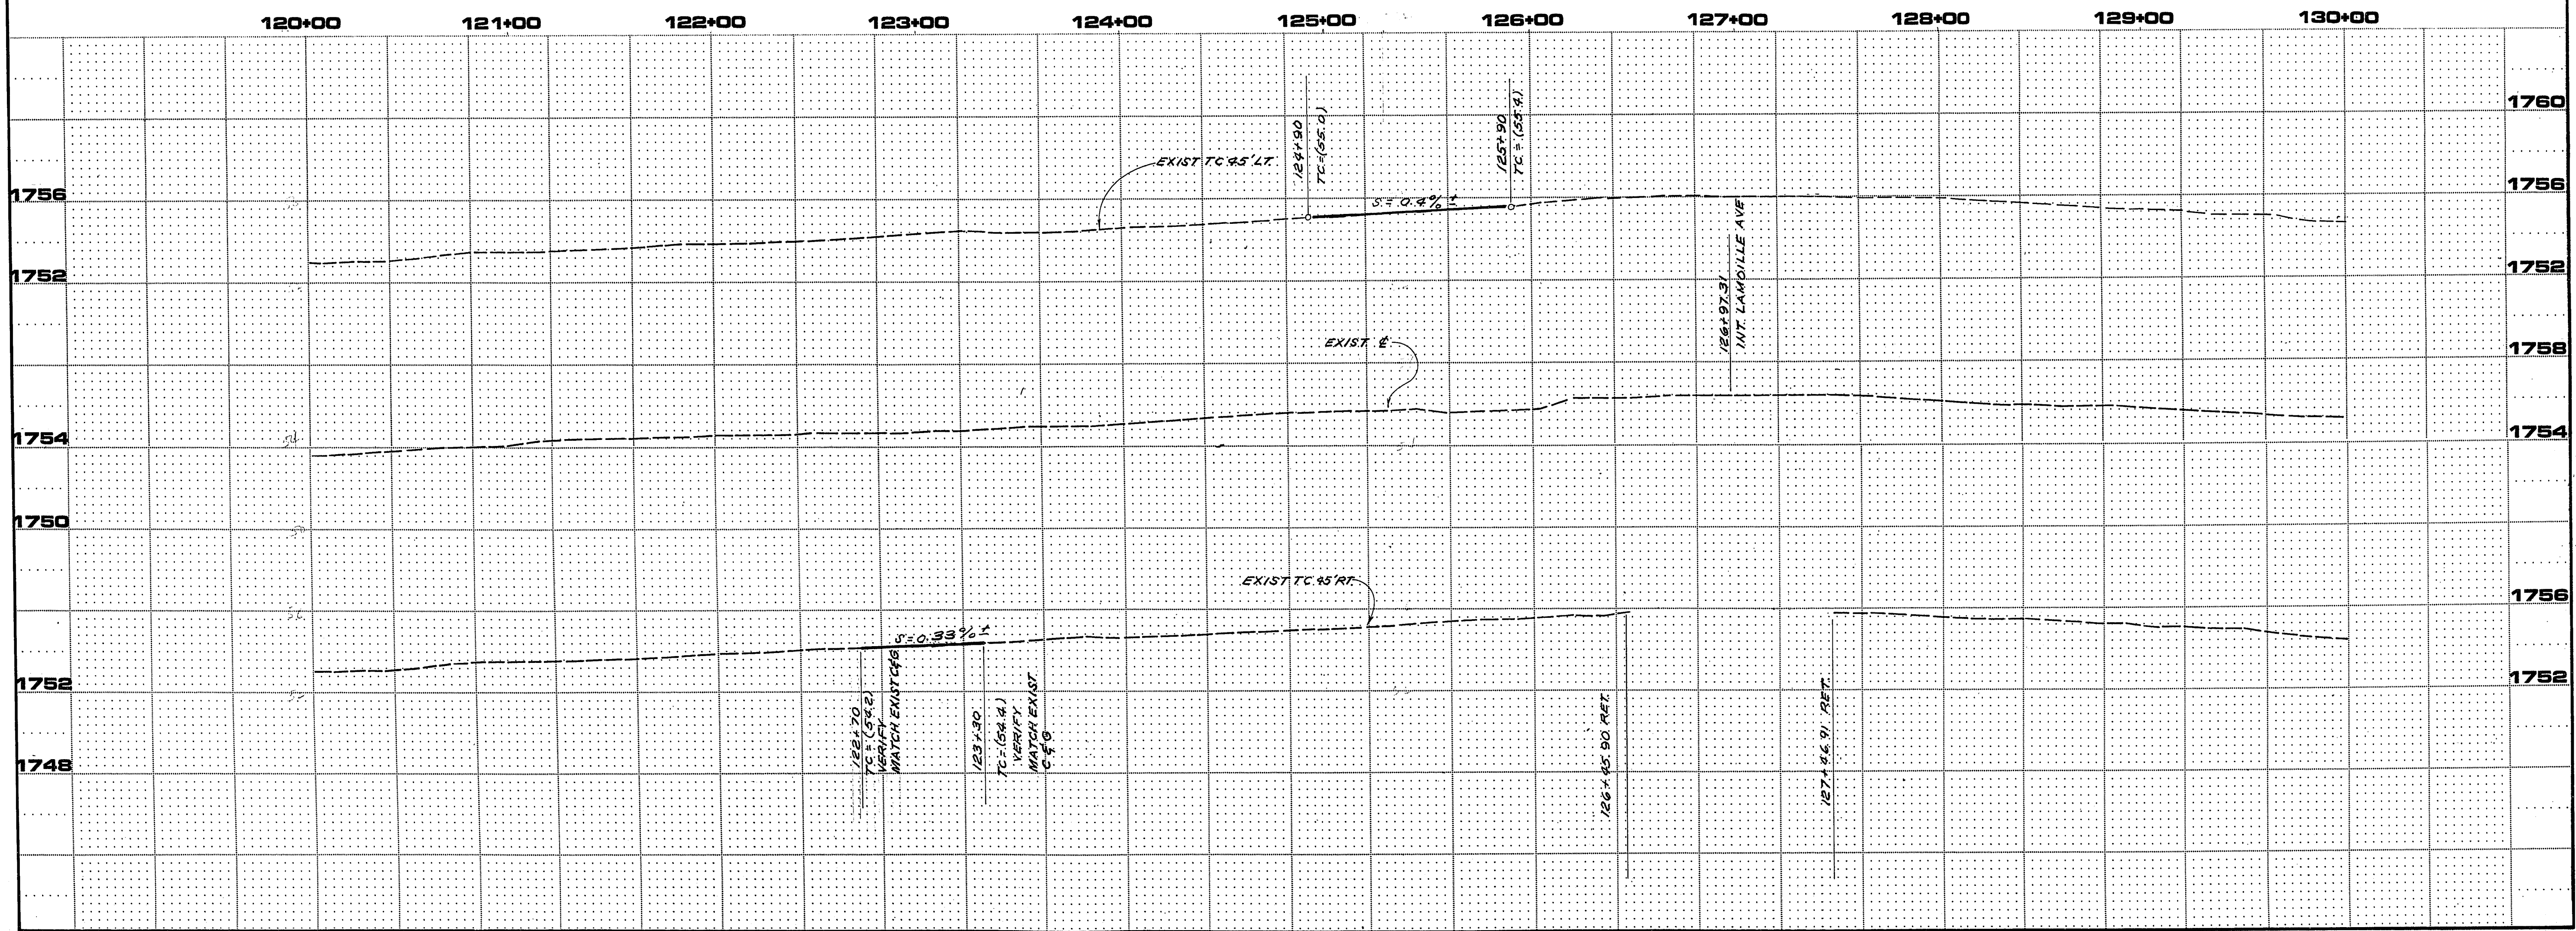 120+00 121+00 122+00 123+00 124+00 125+00 126+00 127+00 128+00 129+00 130+00
1760
124+90
TC=(55.0)
125+90
TC=(55.4)
EXIST TC 45' LT.
1756
1756
S= 0.4% ±
1752
1752
126+97.31
INT. LAMOILLE AVE
EXIST ℄
1758
1754
54
1754
1750
50
EXIST TC 45' RT.
1756
S=0.33% ±
1752
1752
122+70
TC=(54.2)
VERIFY
MATCH EXIST C&G
123+30
TC=(54.4)
VERIFY
MATCH EXIST
C&G
126+45.90 RET.
127+46.91 RET.
1748